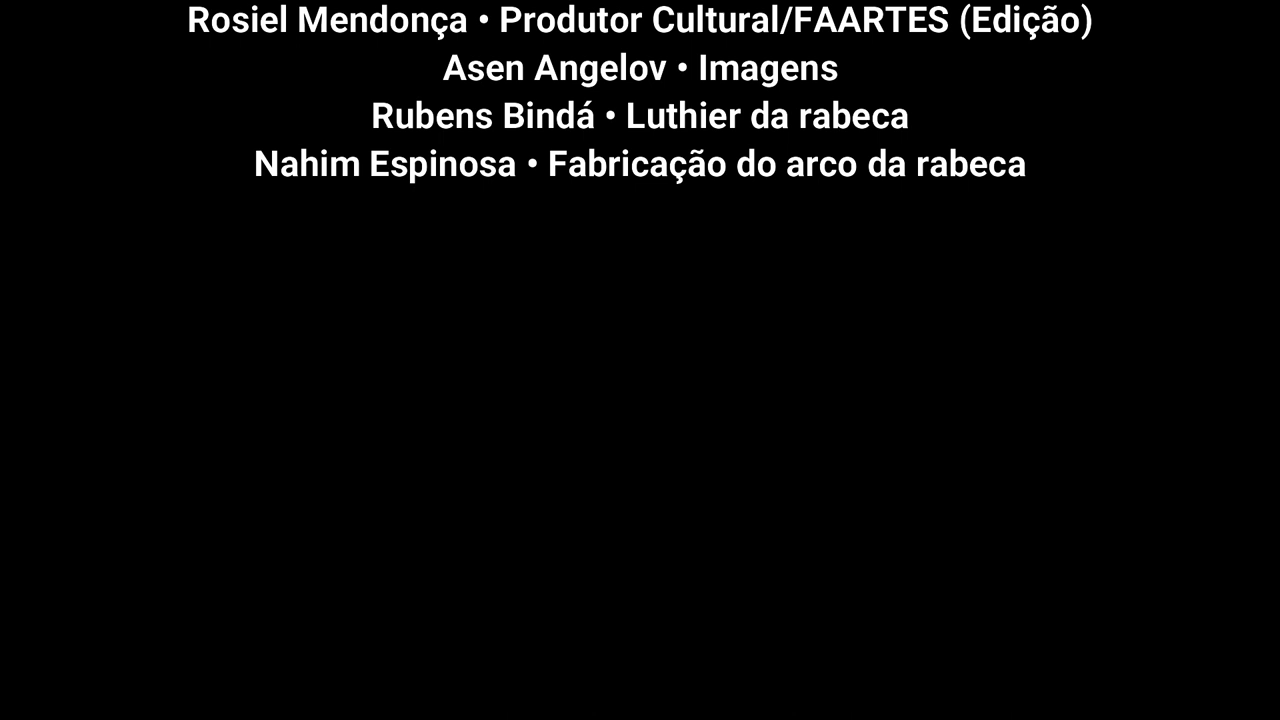 Rosiel Mendonça • Produtor Cultural/FAARTES (Edição)
Asen Angelov • Imagens
Rubens Bindá • Luthier da rabeca
Nahim Espinosa • Fabricação do arco da rabeca